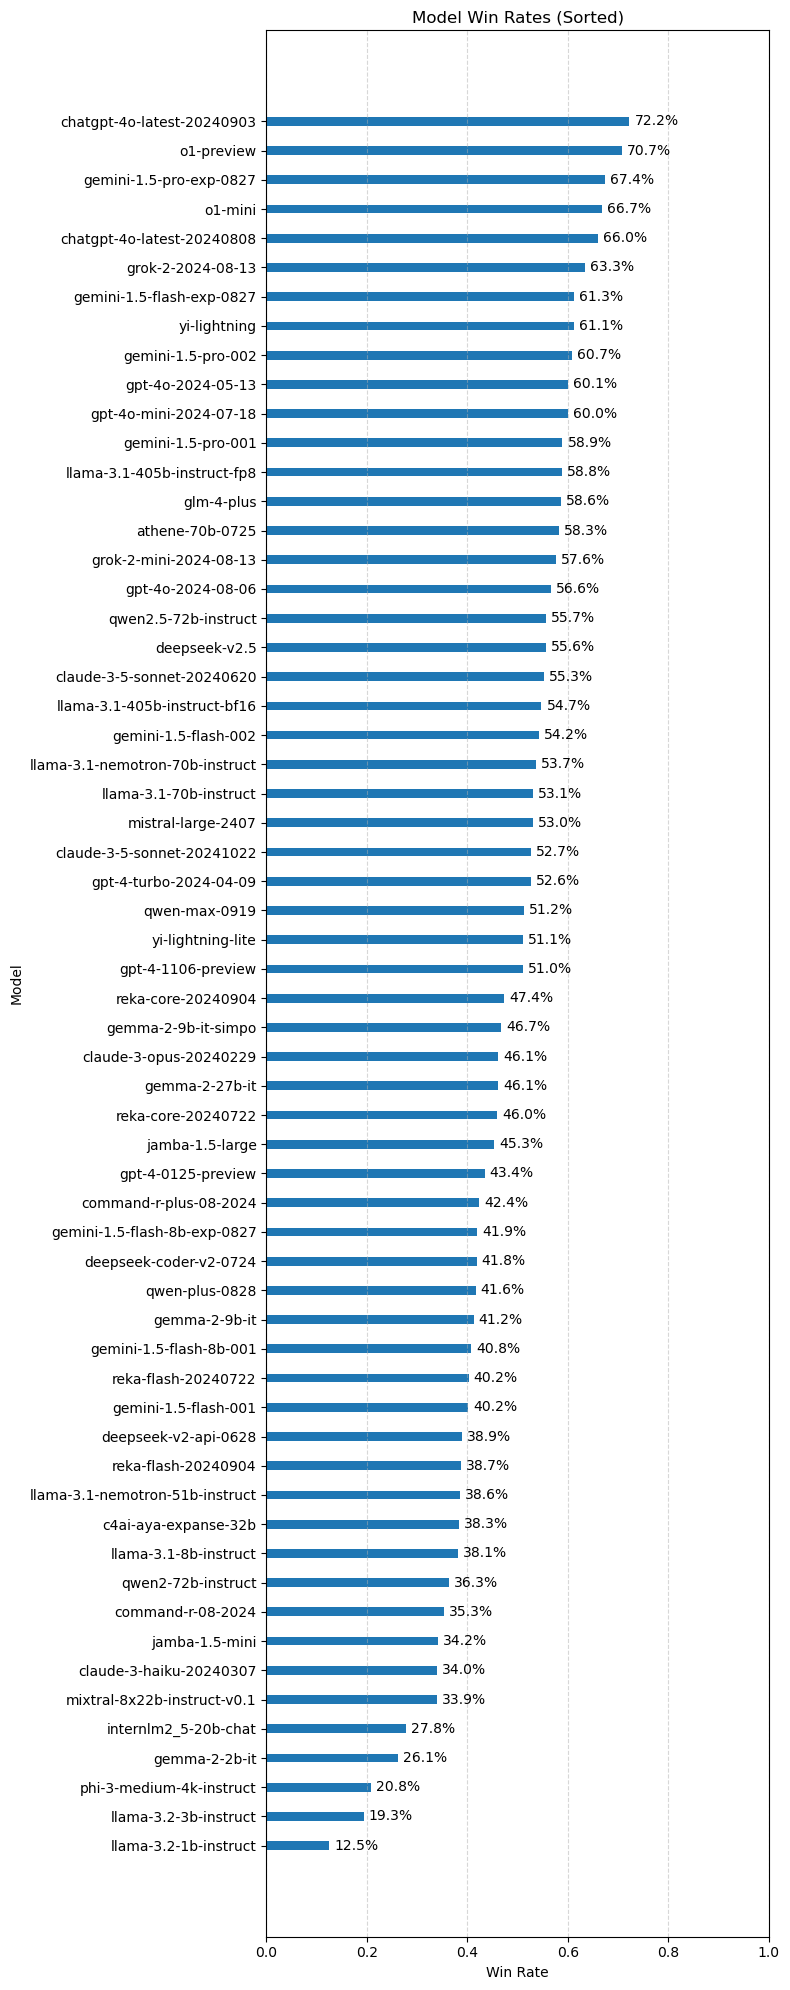 Model Win Rates (Sorted)
chatgpt-4o-latest-20240903 72.2%
o1-preview 70.7%
gemini-1.5-pro-exp-0827 67.4%
o1-mini 66.7%
chatgpt-4o-latest-20240808 66.0%
grok-2-2024-08-13 63.3%
gemini-1.5-flash-exp-0827 61.3%
yi-lightning 61.1%
gemini-1.5-pro-002 60.7%
gpt-4o-2024-05-13 60.1%
gpt-4o-mini-2024-07-18 60.0%
gemini-1.5-pro-001 58.9%
llama-3.1-405b-instruct-fp8 58.8%
glm-4-plus 58.6%
athene-70b-0725 58.3%
grok-2-mini-2024-08-13 57.6%
gpt-4o-2024-08-06 56.6%
qwen2.5-72b-instruct 55.7%
deepseek-v2.5 55.6%
claude-3-5-sonnet-20240620 55.3%
llama-3.1-405b-instruct-bf16 54.7%
gemini-1.5-flash-002 54.2%
llama-3.1-nemotron-70b-instruct 53.7%
llama-3.1-70b-instruct 53.1%
mistral-large-2407 53.0%
claude-3-5-sonnet-20241022 52.7%
gpt-4-turbo-2024-04-09 52.6%
qwen-max-0919 51.2%
yi-lightning-lite 51.1%
gpt-4-1106-preview 51.0%
reka-core-20240904 47.4%
gemma-2-9b-it-simpo 46.7%
claude-3-opus-20240229 46.1%
gemma-2-27b-it 46.1%
reka-core-20240722 46.0%
jamba-1.5-large 45.3%
gpt-4-0125-preview 43.4%
command-r-plus-08-2024 42.4%
gemini-1.5-flash-8b-exp-0827 41.9%
deepseek-coder-v2-0724 41.8%
qwen-plus-0828 41.6%
gemma-2-9b-it 41.2%
gemini-1.5-flash-8b-001 40.8%
reka-flash-20240722 40.2%
gemini-1.5-flash-001 40.2%
deepseek-v2-api-0628 38.9%
reka-flash-20240904 38.7%
llama-3.1-nemotron-51b-instruct 38.6%
c4ai-aya-expanse-32b 38.3%
llama-3.1-8b-instruct 38.1%
qwen2-72b-instruct 36.3%
command-r-08-2024 35.3%
jamba-1.5-mini 34.2%
claude-3-haiku-20240307 34.0%
mixtral-8x22b-instruct-v0.1 33.9%
internlm2_5-20b-chat 27.8%
gemma-2-2b-it 26.1%
phi-3-medium-4k-instruct 20.8%
llama-3.2-3b-instruct 19.3%
llama-3.2-1b-instruct 12.5%
Model
0.0 0.2 0.4 0.6 0.8 1.0
Win Rate